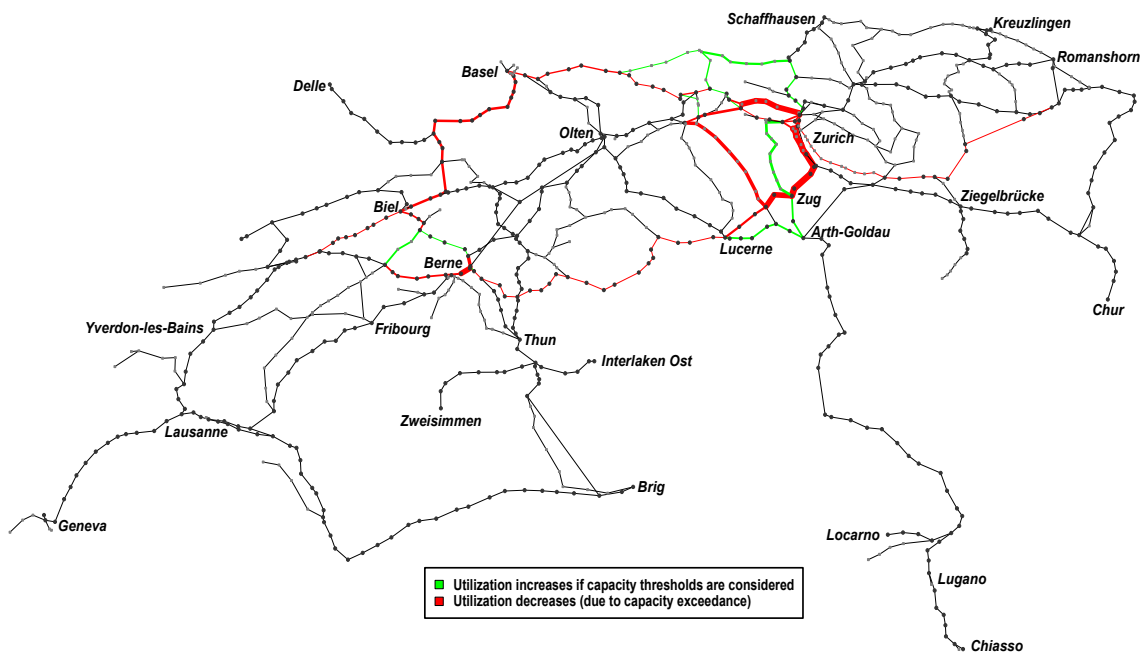 Schaffhausen
Kreuzlingen
Romanshorn
Basel
Delle
Olten
Zurich
Zug
Ziegelbrücke
Biel
Arth-Goldau
Lucerne
Berne
Chur
Yverdon-les-Bains
Fribourg
Thun
Interlaken Ost
Zweisimmen
Lausanne
Brig
Geneva
Locarno
Lugano
Utilization increases if capacity thresholds are considered
Utilization decreases (due to capacity exceedance)
Chiasso